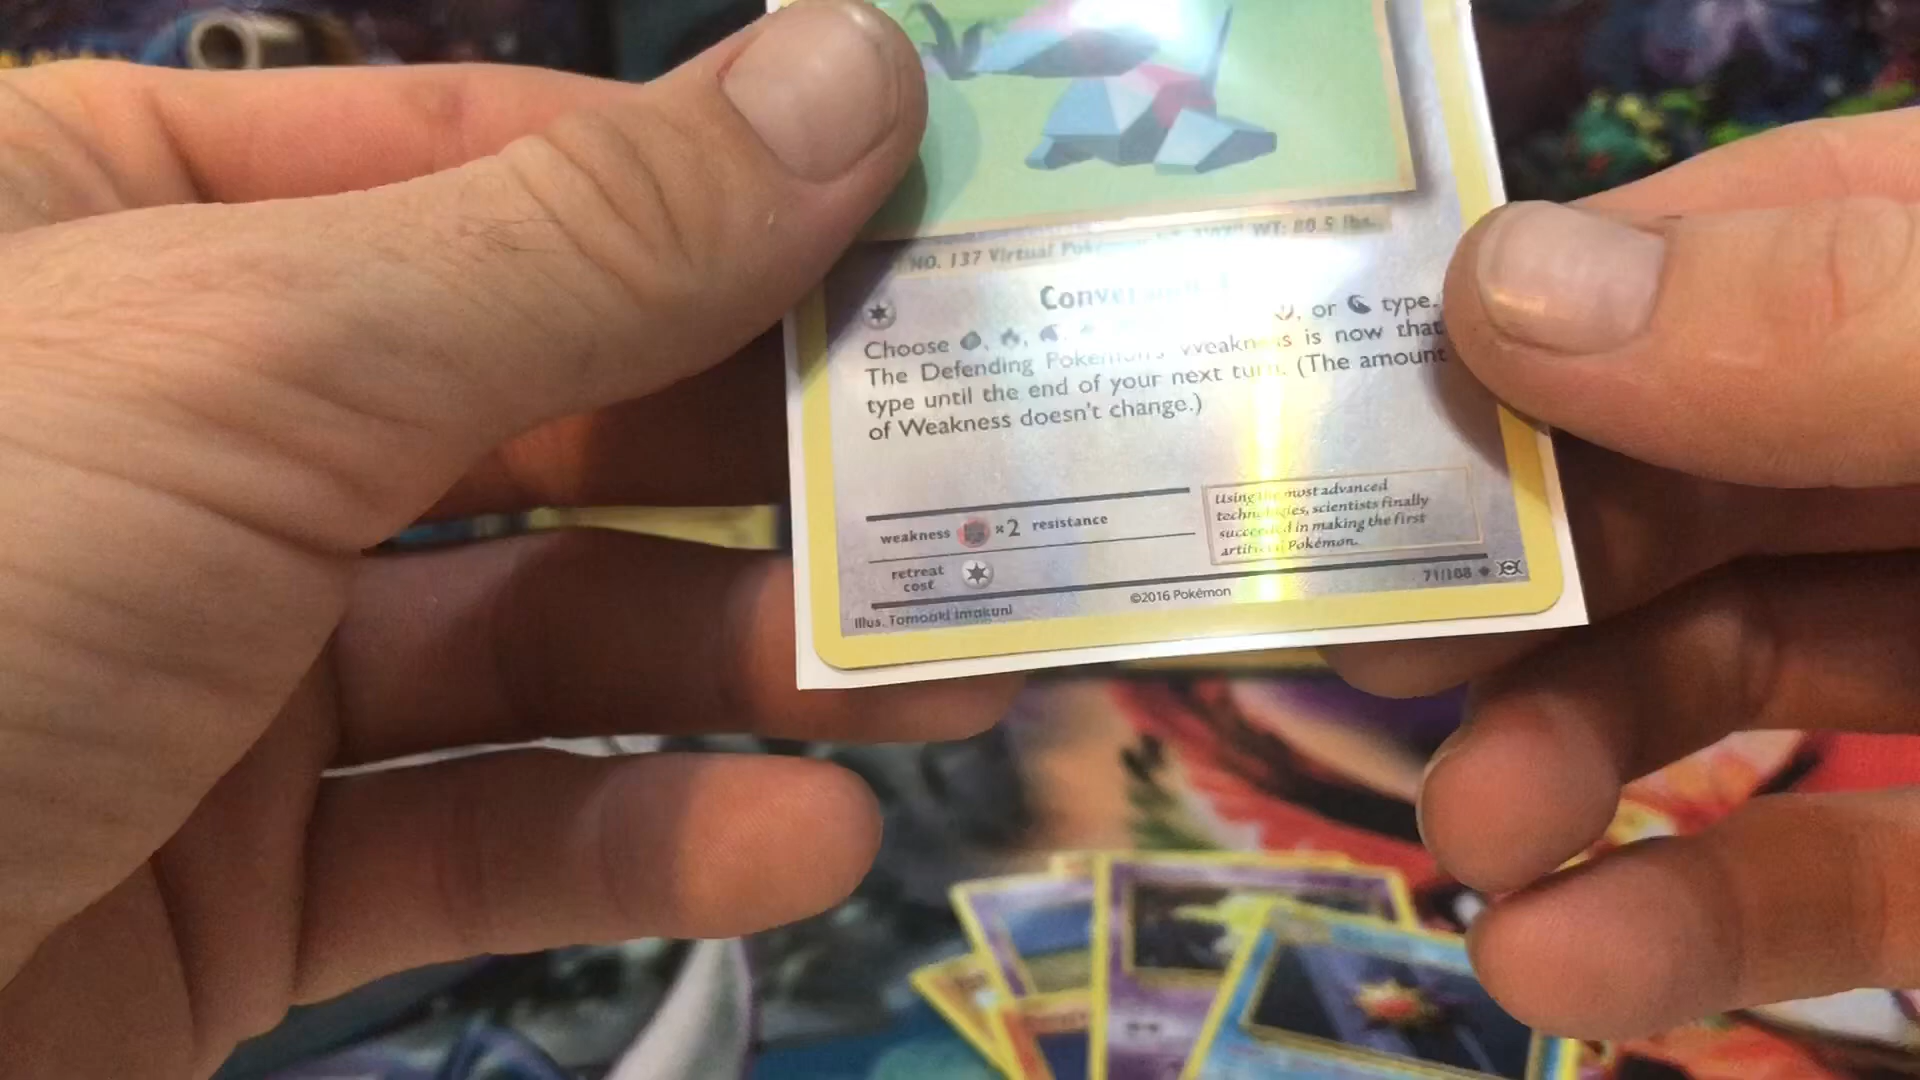 NO. 137 Virtual WT: 80.5 lbs.
Choose , or type.
The Defending Pokémon's Weakness is now that
type until the end of your next turn. (The amount
of Weakness doesn't change.)
weakness ×2 resistance
Using the most advanced
technologies, scientists finally
succeeded in making the first
artificial Pokémon.
retreat
cost
71/108
©2016 Pokémon
Illus. Tomoaki Imakuni